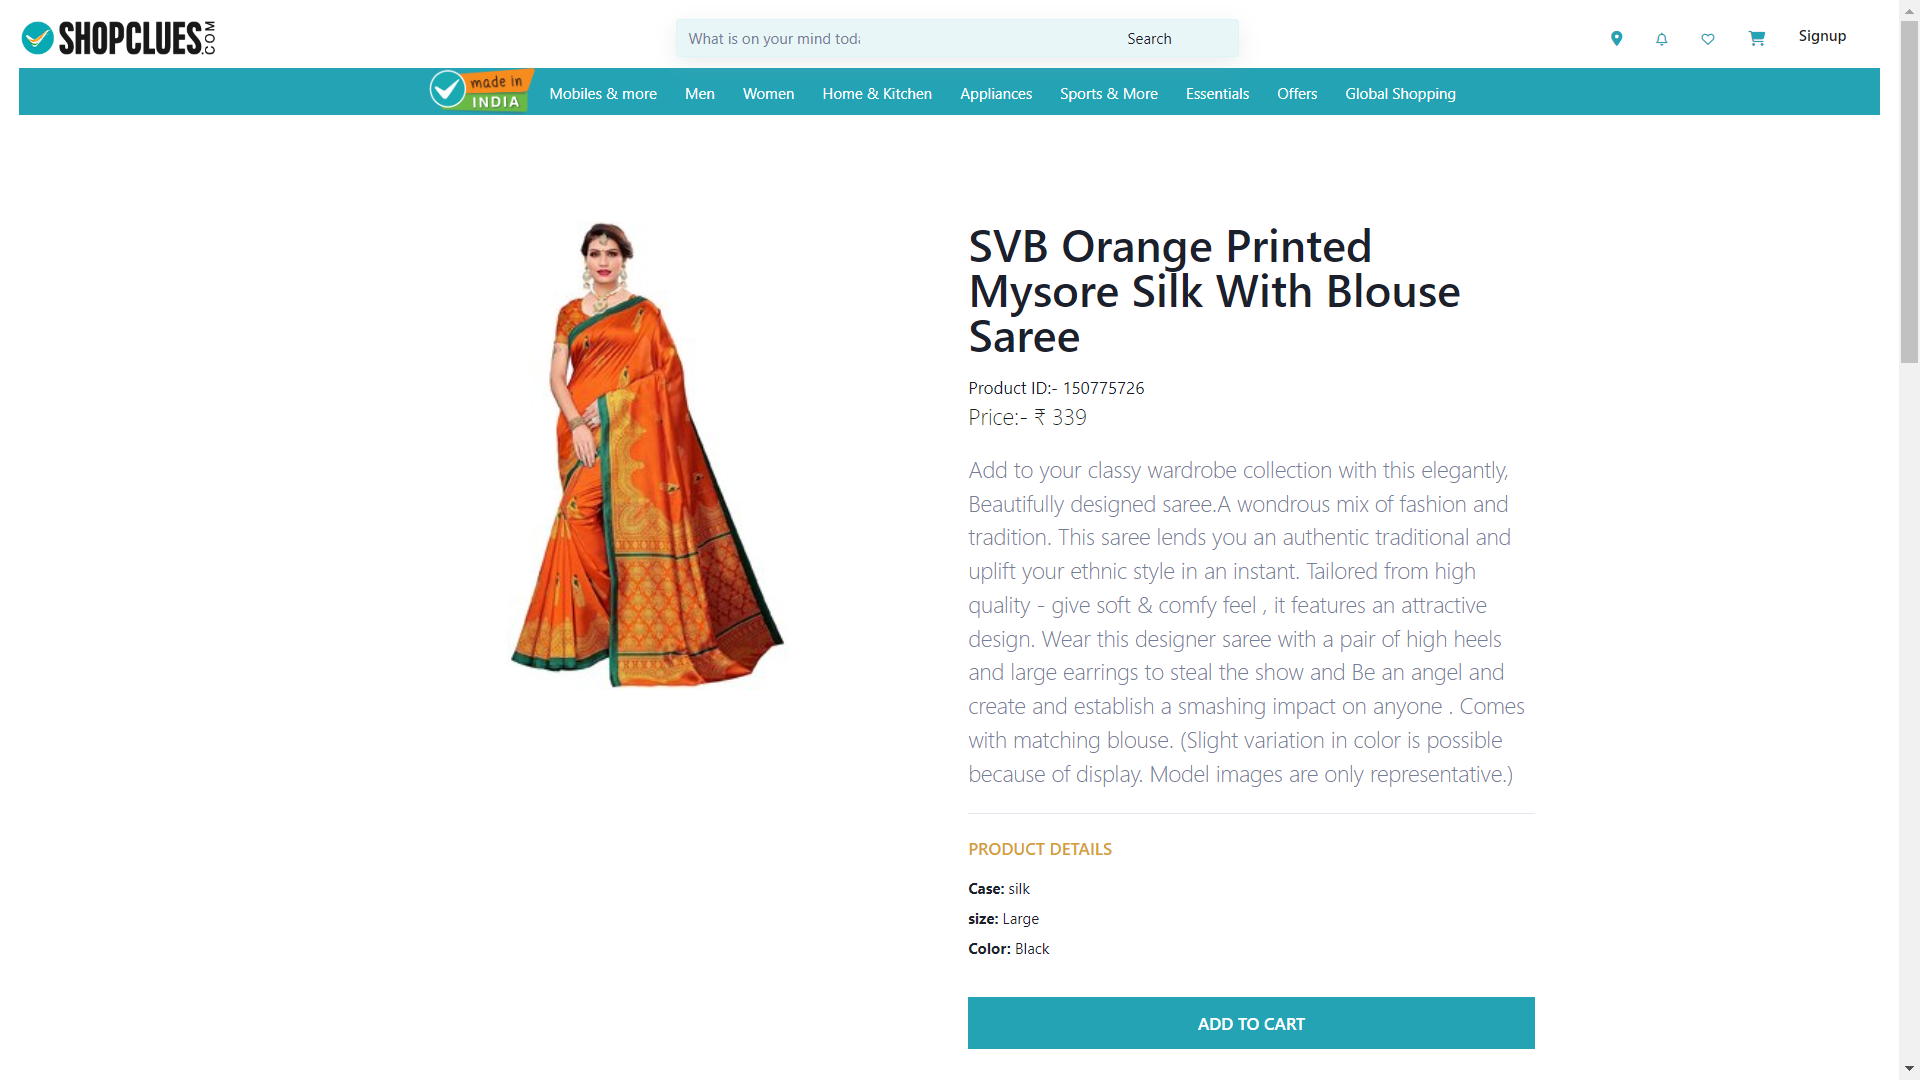 SHOPCLUES.COM
What is on your mind toda
Search
Signup
made in
INDIA
Mobiles & more
Men
Women
Home & Kitchen
Appliances
Sports & More
Essentials
Offers
Global Shopping
SVB Orange Printed
Mysore Silk With Blouse
Saree
Product ID:- 150775726
Price:- ₹ 339
Add to your classy wardrobe collection with this elegantly,
Beautifully designed saree.A wondrous mix of fashion and
tradition. This saree lends you an authentic traditional and
uplift your ethnic style in an instant. Tailored from high
quality - give soft & comfy feel , it features an attractive
design. Wear this designer saree with a pair of high heels
and large earrings to steal the show and Be an angel and
create and establish a smashing impact on anyone . Comes
with matching blouse. (Slight variation in color is possible
because of display. Model images are only representative.)
PRODUCT DETAILS
Case: silk
size: Large
Color: Black
ADD TO CART